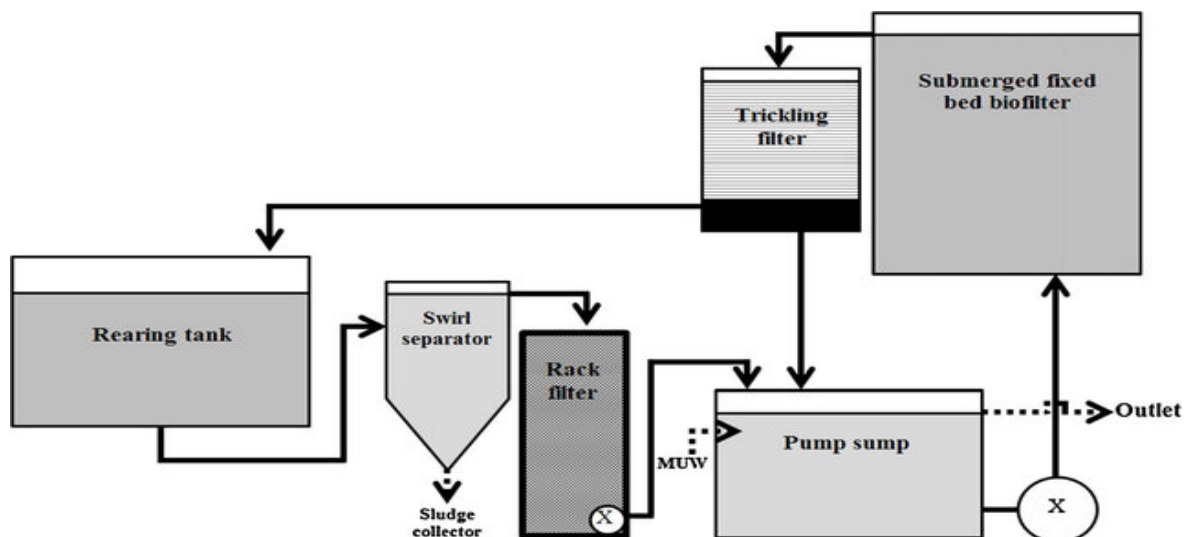 Submerged fixed
bed biofilter
Trickling
filter
Rearing tank
Swirl
separator
Rack
filter
X
Sludge
collector
MUW
Pump sump
Outlet
X